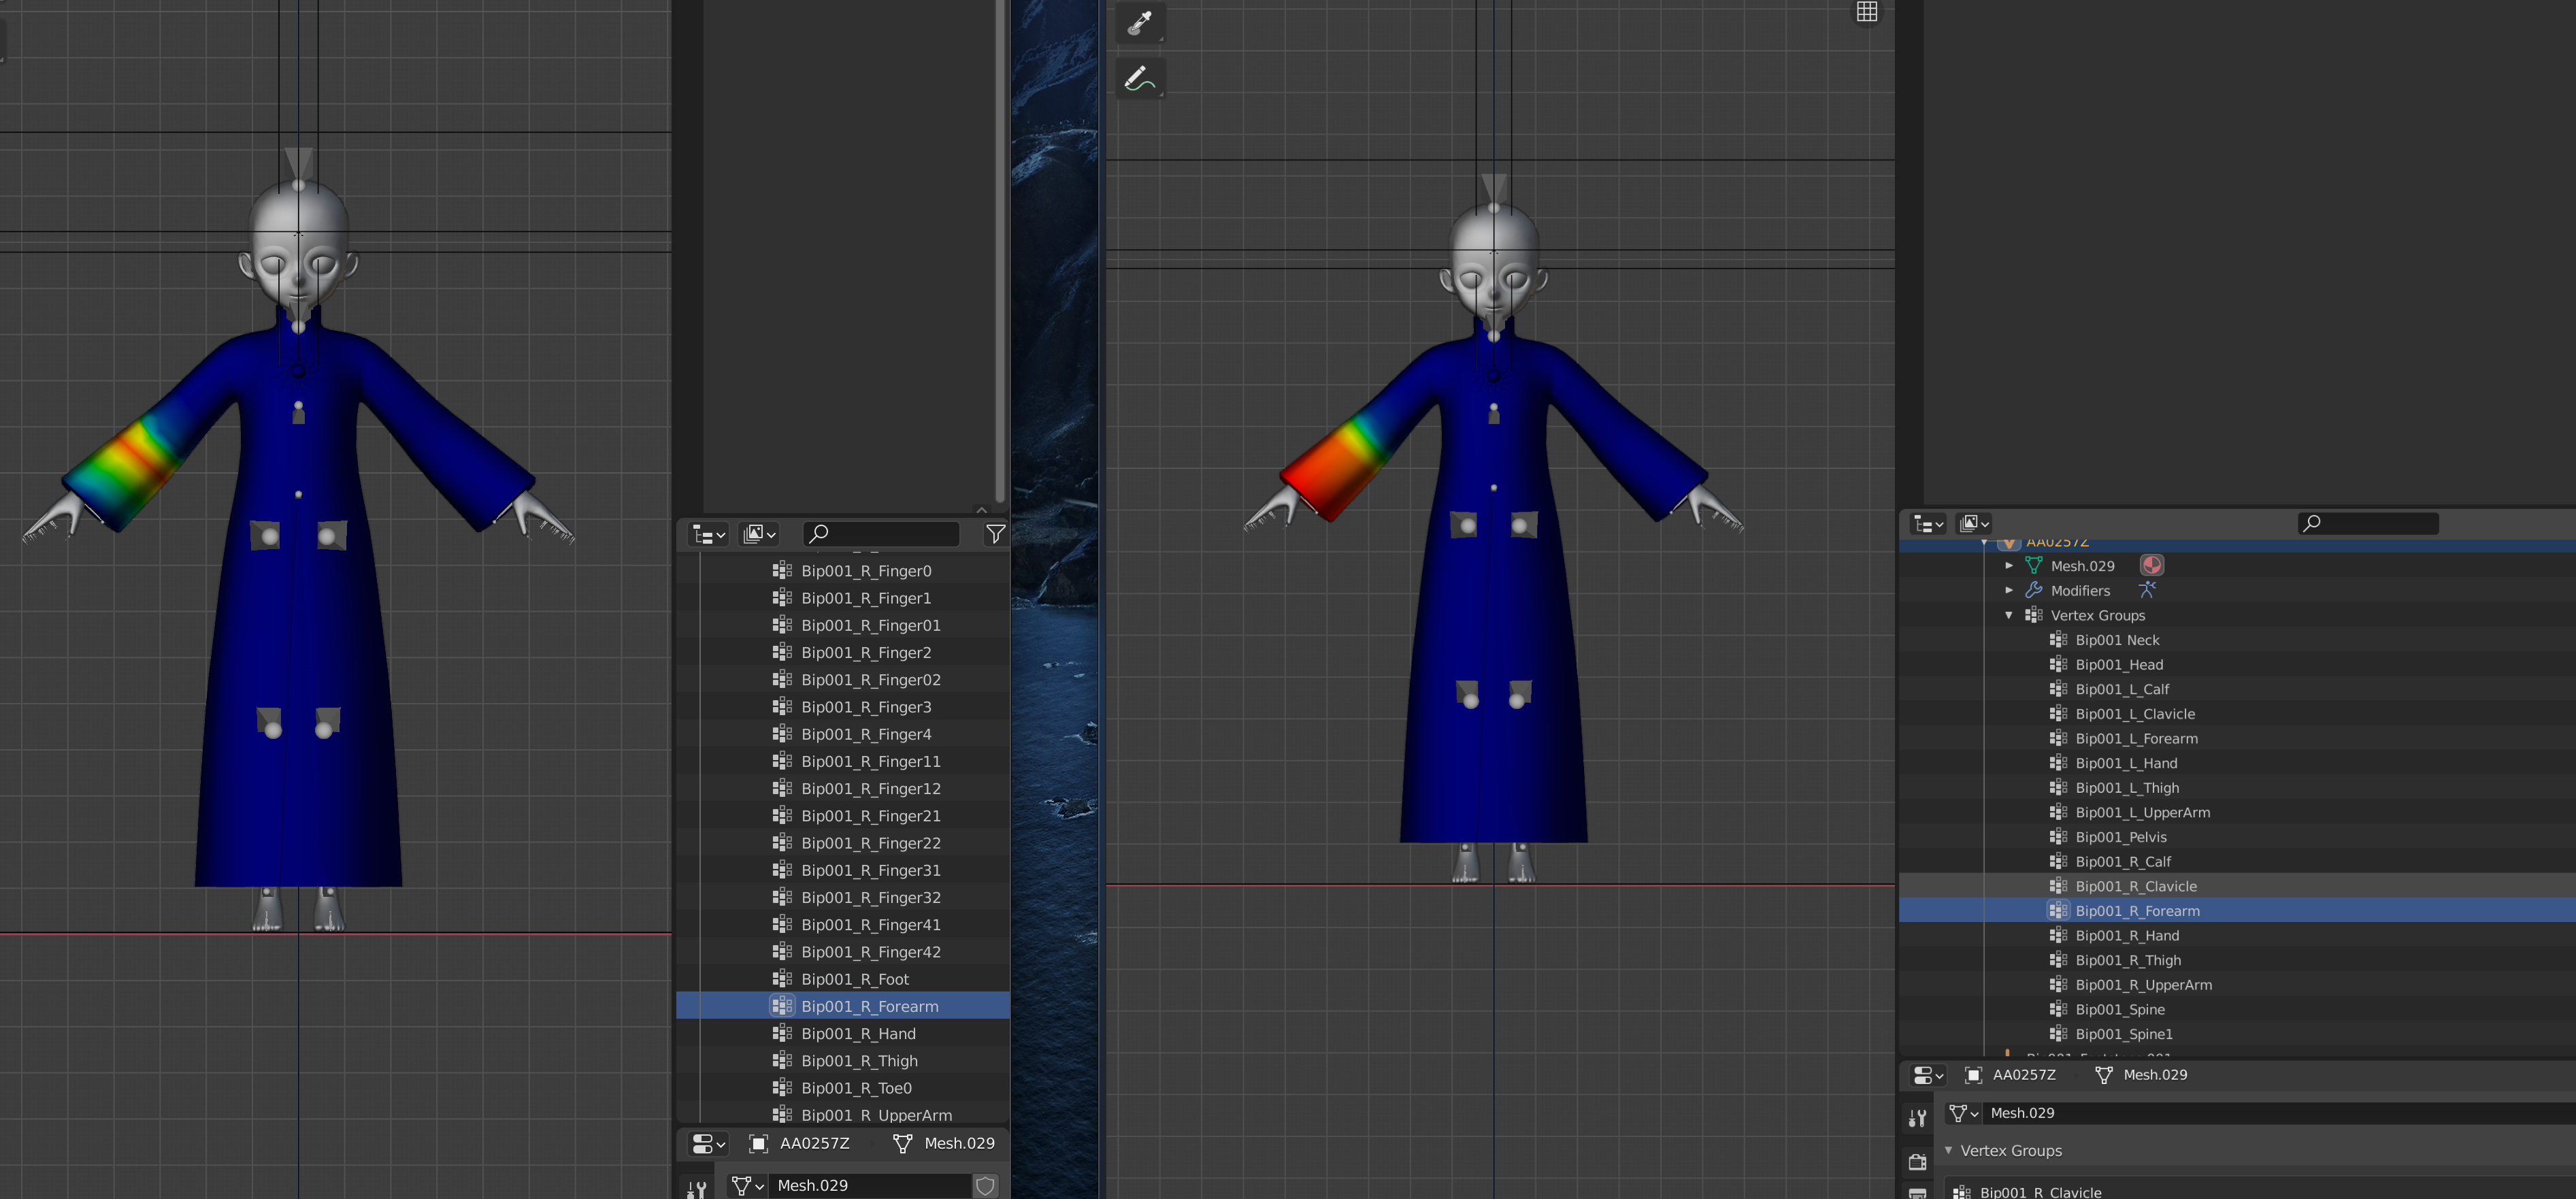 Bip001_R_Finger0
Bip001_R_Finger1
Bip001_R_Finger01
Bip001_R_Finger2
Bip001_R_Finger02
Bip001_R_Finger3
Bip001_R_Finger4
Bip001_R_Finger11
Bip001_R_Finger12
Bip001_R_Finger21
Bip001_R_Finger22
Bip001_R_Finger31
Bip001_R_Finger32
Bip001_R_Finger41
Bip001_R_Finger42
Bip001_R_Foot
Bip001_R_Forearm
Bip001_R_Hand
Bip001_R_Thigh
Bip001_R_Toe0
Bip001_R_UpperArm
AA0257Z Mesh.029
Mesh.029
AA0257Z
Mesh.029
Modifiers
Vertex Groups
Bip001 Neck
Bip001_Head
Bip001_L_Calf
Bip001_L_Clavicle
Bip001_L_Forearm
Bip001_L_Hand
Bip001_L_Thigh
Bip001_L_UpperArm
Bip001_Pelvis
Bip001_R_Calf
Bip001_R_Clavicle
Bip001_R_Forearm
Bip001_R_Hand
Bip001_R_Thigh
Bip001_R_UpperArm
Bip001_Spine
Bip001_Spine1
AA0257Z Mesh.029
Mesh.029
Vertex Groups
Bip001_R_Clavicle